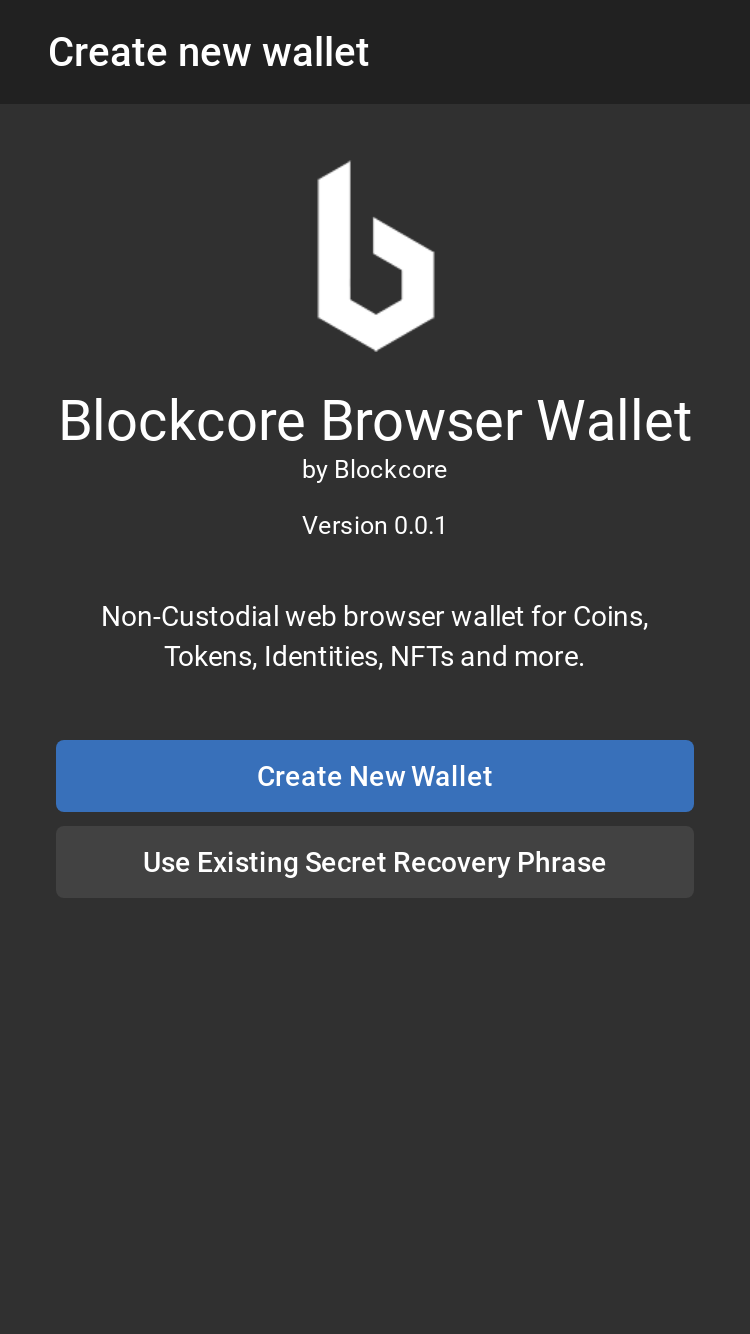 Create new wallet
Blockcore Browser Wallet
by Blockcore
Version 0.0.1
Non-Custodial web browser wallet for Coins,
Tokens, Identities, NFTs and more.
Create New Wallet
Use Existing Secret Recovery Phrase